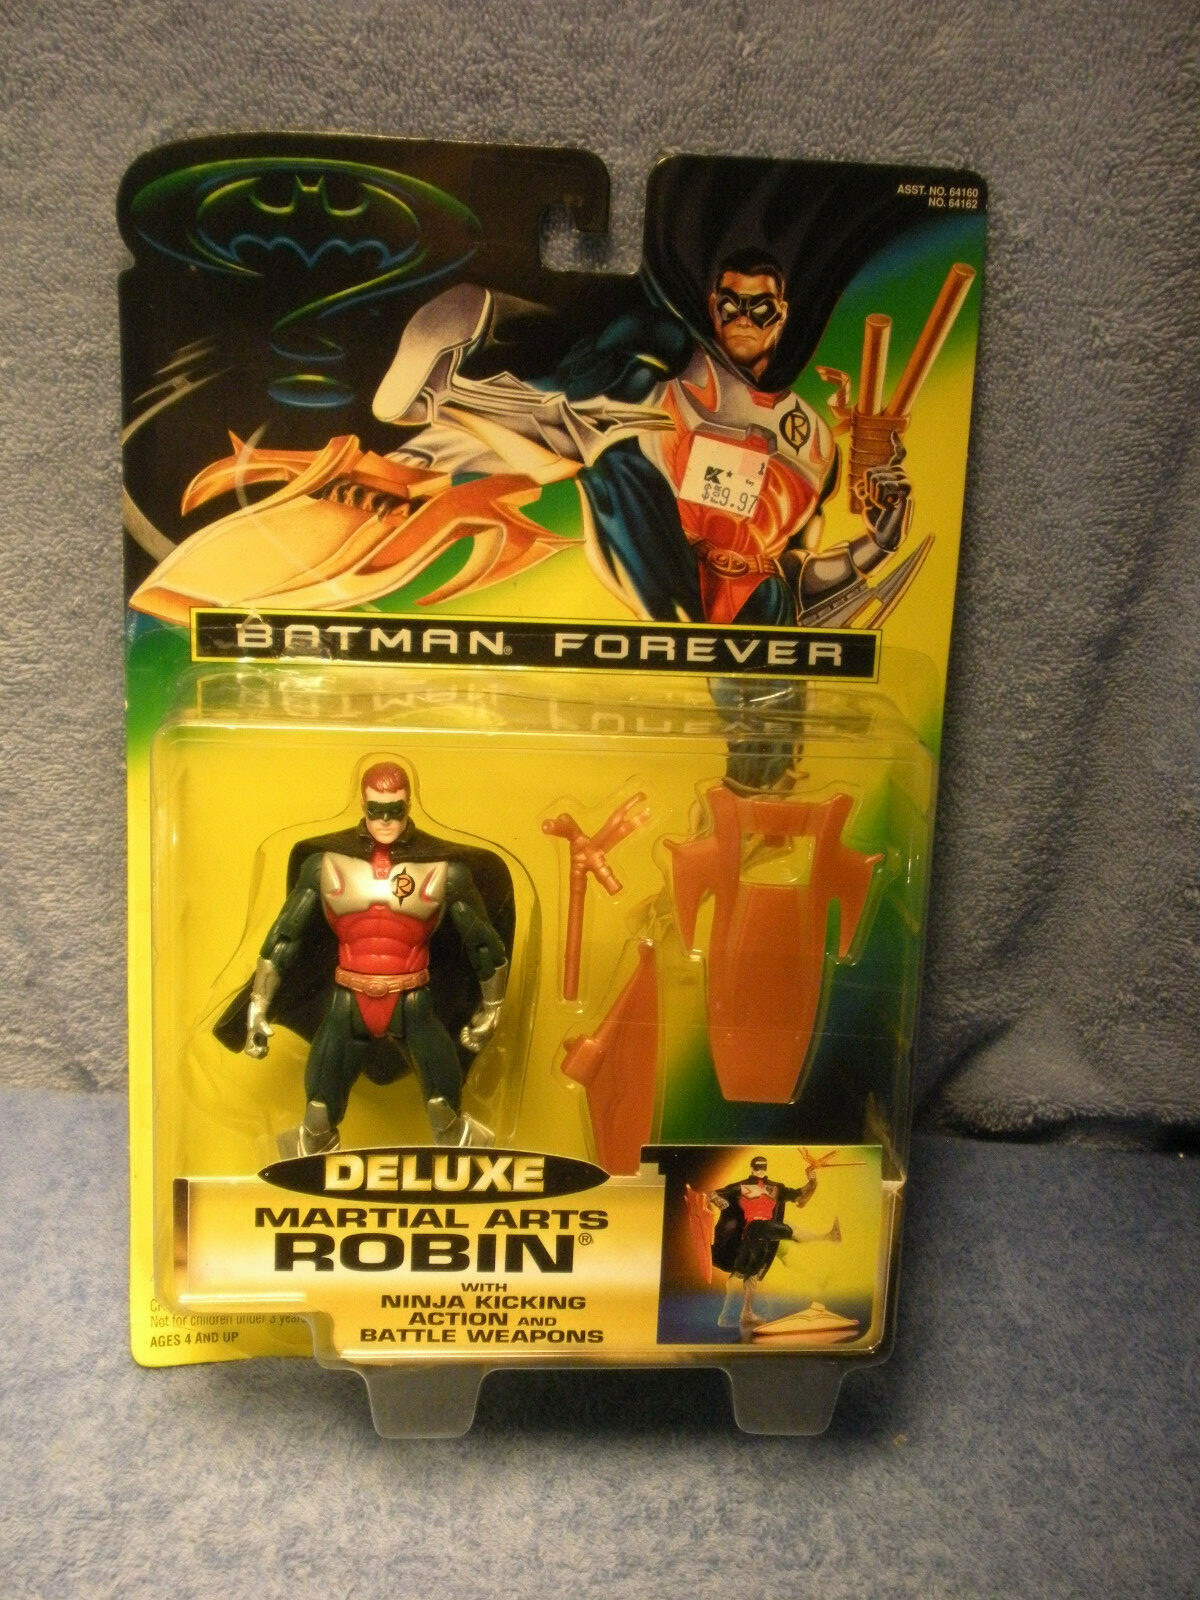 ASST. NO. 64160
NO. 64162
R
K
$9.97
BATMAN® FOREVER
R
DELUXE
MARTIAL ARTS
ROBIN®
WITH
NINJA KICKING
ACTION AND
BATTLE WEAPONS
Not for children under 3 years
AGES 4 AND UP